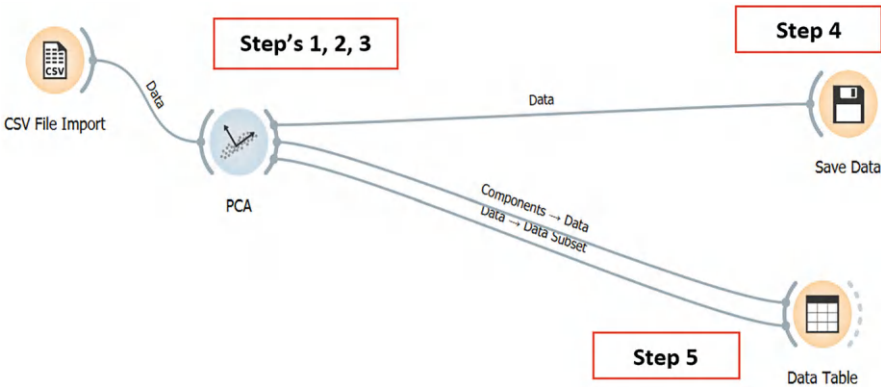 Step's 1, 2, 3
Step 4
CSV
Data
Data
CSV File Import
Save Data
PCA
Components → Data
Data → Data Subset
Step 5
Data Table